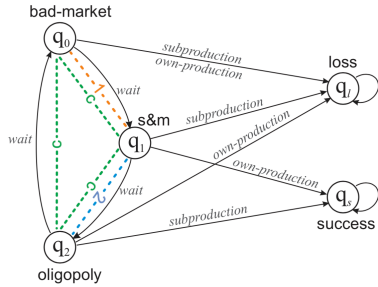 bad-market
q0
subproduction
own-production
loss
ql
wait
1
c
s&m
q1
subproduction
wait
c
own-production
own-production
c
2
wait
qs
success
q2
subproduction
oligopoly